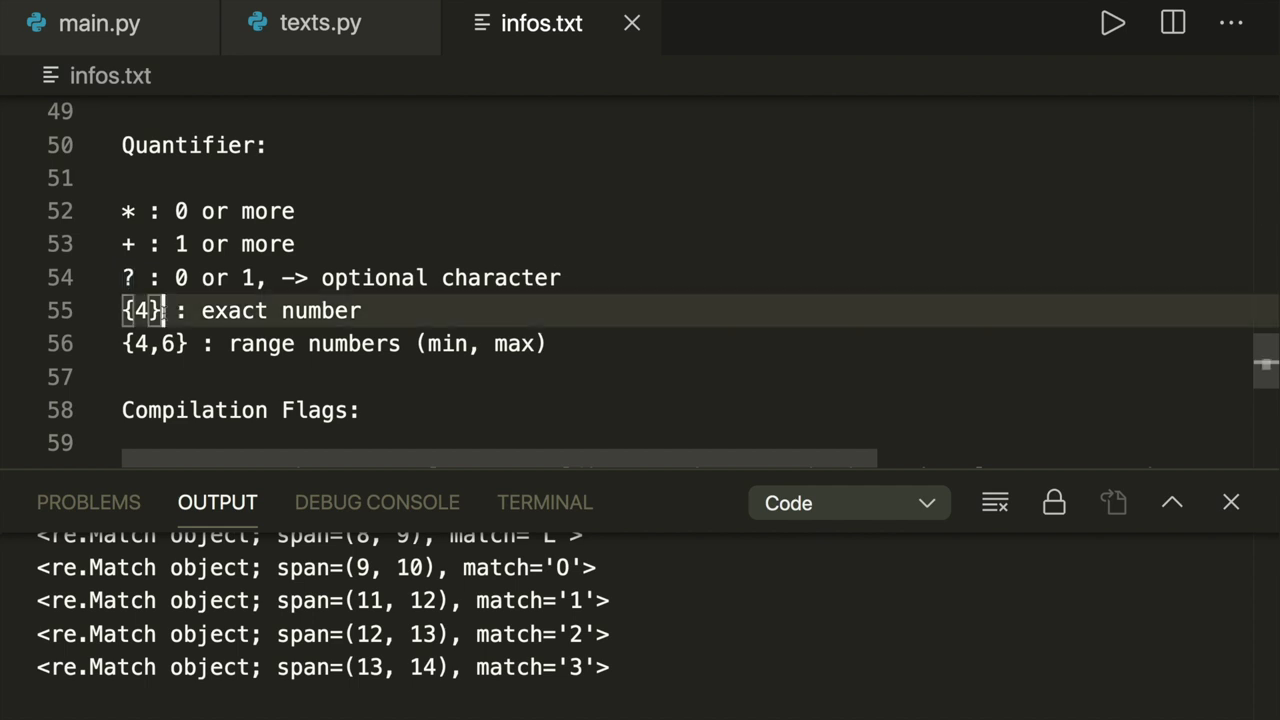 main.py texts.py infos.txt
infos.txt
49
50 Quantifier:
51
52 * : 0 or more
53 + : 1 or more
54 ? : 0 or 1, -> optional character
55 {4} : exact number
56 {4,6} : range numbers (min, max)
57
58 Compilation Flags:
59
PROBLEMS OUTPUT DEBUG CONSOLE TERMINAL Code
<re.Match object; span=(8, 9), match='L'>
<re.Match object; span=(9, 10), match='O'>
<re.Match object; span=(11, 12), match='1'>
<re.Match object; span=(12, 13), match='2'>
<re.Match object; span=(13, 14), match='3'>